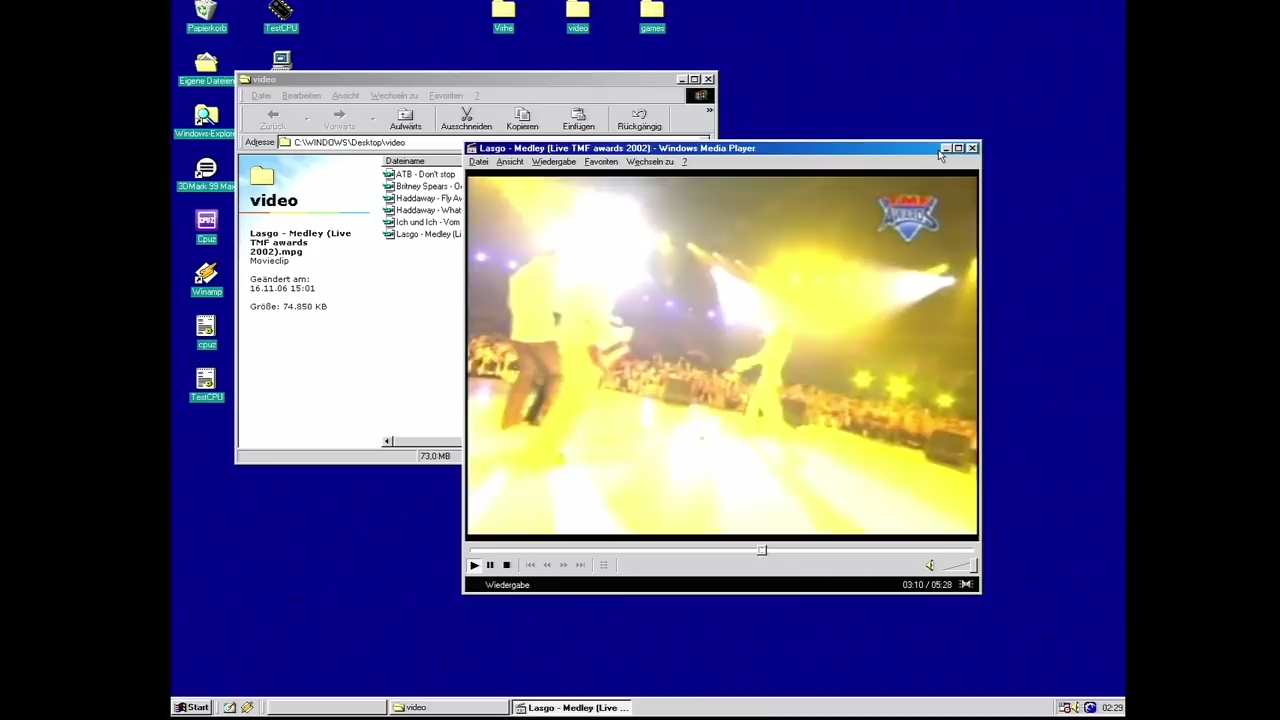 Papierkorb
TestCPU
Virhe
video
games
Eigene Dateien
Windows-Explore
3DMark 99 Max
Cpuz
Winamp
cpuz
TestCPU
video
Datei Bearbeiten Ansicht Wechseln zu Favoriten ?
Zurück Vorwärts Aufwärts Ausschneiden Kopieren Einfügen Rückgängig
Adresse C:\WINDOWS\Desktop\video
video
Lasgo - Medley (Live
TMF awards
2002).mpg
Movieclip
Geändert am:
16.11.06 15:01
Größe: 74.850 KB
Dateiname
ATB - Don't stop
Britney Spears - O
Haddaway - Fly Aw
Haddaway - What
Ich und Ich - Vom
Lasgo - Medley (Li
73,0 MB
Lasgo - Medley (Live TMF awards 2002) - Windows Media Player
Datei Ansicht Wiedergabe Favoriten Wechseln zu ?
TMF
AWARDS
Wiedergabe
03:10 / 05:28
Start
video
Lasgo - Medley (Live ...
02:29